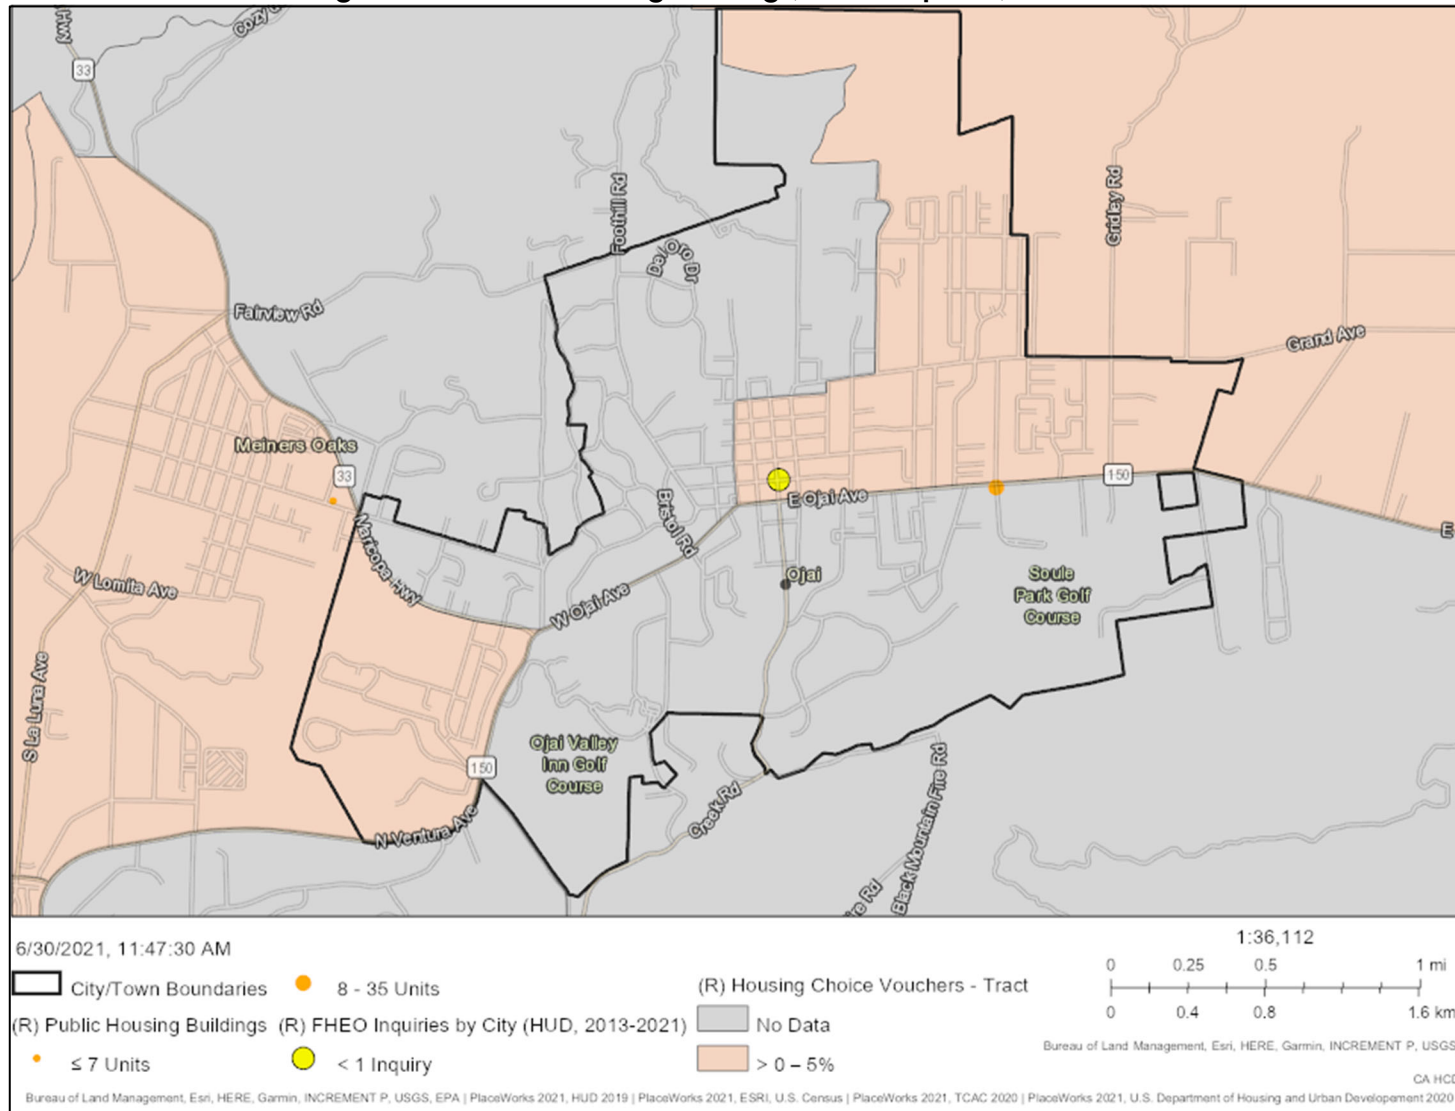 Hwy
Cozy
33
Foothill Rd
Gridley Rd
Del Oro Dr
Fairview Rd
Grand Ave
Meiners Oaks
33
150
E Ojai Ave
Bristol Rd
Maricopa Hwy
E
W Lomita Ave
Ojai
Soule
Park Golf
Course
W Ojai Ave
S La Luna Ave
Ojai Valley
Inn Golf
Course
150
Creek Rd
Black Mountain Fire Rd
N Ventura Ave
Rd
6/30/2021, 11:47:30 AM
1:36,112
0 0.25 0.5 1 mi
0 0.4 0.8 1.6 km
City/Town Boundaries
8 - 35 Units
(R) Housing Choice Vouchers - Tract
(R) Public Housing Buildings
(R) FHEO Inquiries by City (HUD, 2013-2021)
No Data
≤ 7 Units
< 1 Inquiry
> 0 – 5%
Bureau of Land Management, Esri, HERE, Garmin, INCREMENT P, USGS
CA HCD
Bureau of Land Management, Esri, HERE, Garmin, INCREMENT P, USGS, EPA | PlaceWorks 2021, HUD 2019 | PlaceWorks 2021, ESRI, U.S. Census | PlaceWorks 2021, TCAC 2020 | PlaceWorks 2021, U.S. Department of Housing and Urban Developement 2020